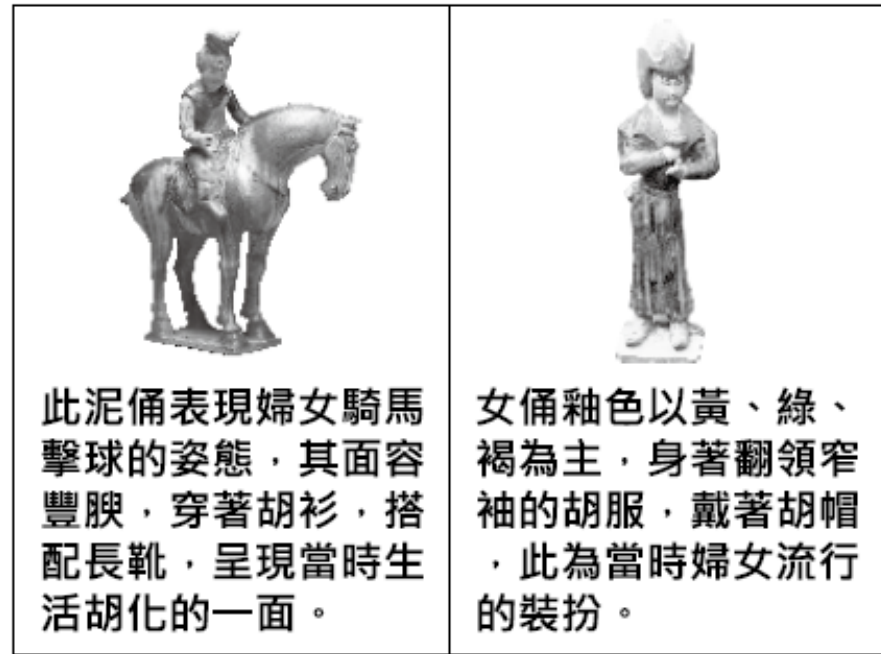 此泥俑表現婦女騎馬
擊球的姿態，其面容
豐腴，穿著胡衫，搭
配長靴，呈現當時生
活胡化的一面。
女俑釉色以黃、綠、
褐為主，身著翻領窄
袖的胡服，戴著胡帽
，此為當時婦女流行
的裝扮。